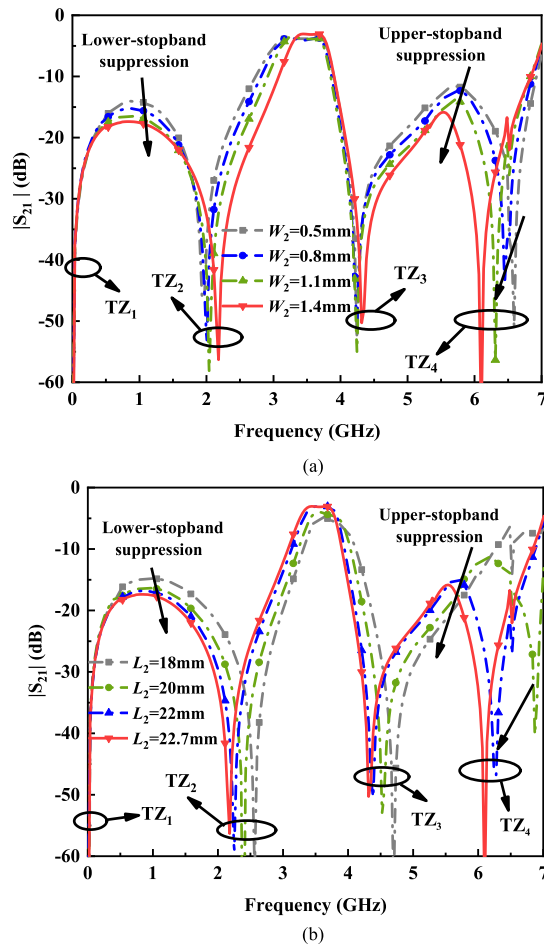 0
-10
-20
-30
-40
-50
-60
|S21| (dB)
Lower-stopband
suppression
Upper-stopband
suppression
W2=0.5mm
W2=0.8mm
W2=1.1mm
W2=1.4mm
TZ1
TZ2
TZ3
TZ4
0 1 2 3 4 5 6 7
Frequency (GHz)
(a)
0
-10
-20
-30
-40
-50
-60
|S21| (dB)
Lower-stopband
suppression
Upper-stopband
suppression
L2=18mm
L2=20mm
L2=22mm
L2=22.7mm
TZ1
TZ2
TZ3
TZ4
0 1 2 3 4 5 6 7
Frequency (GHz)
(b)